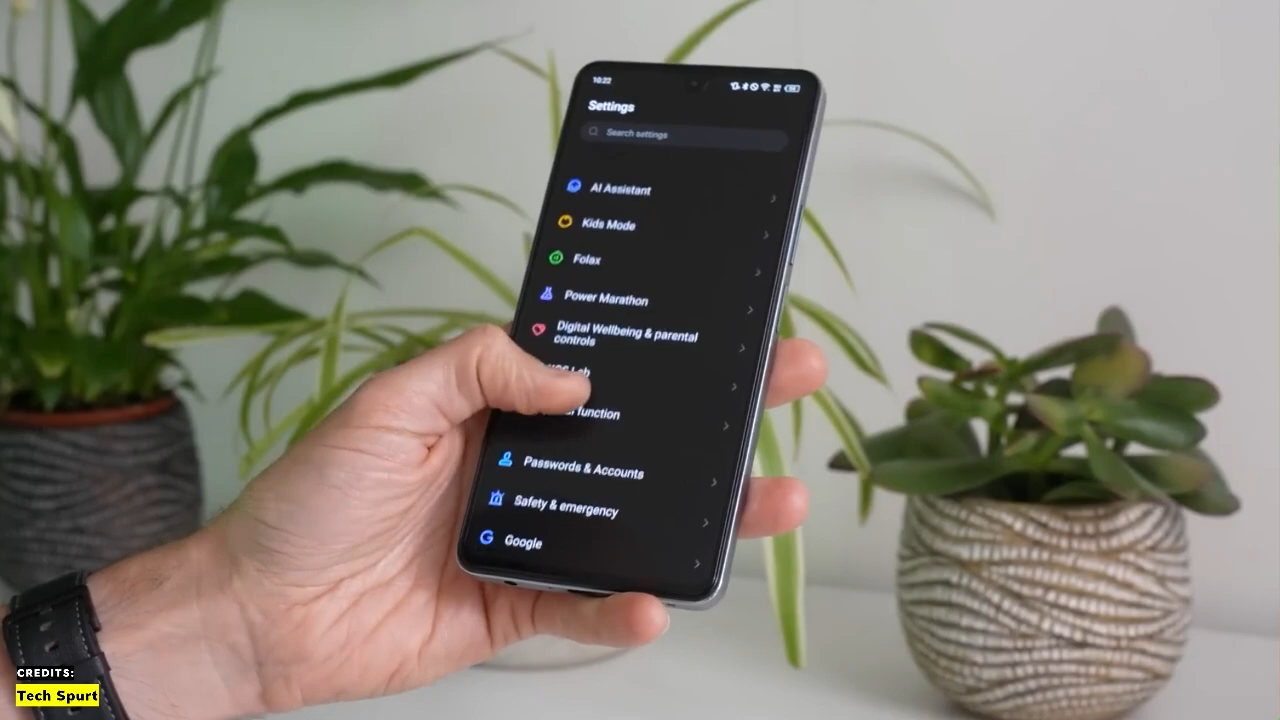 10:22
Settings
Search settings
AI Assistant
Kids Mode
Folax
Power Marathon
Digital Wellbeing & parental
controls
Lab
function
Passwords & Accounts
Safety & emergency
Google
CREDITS:
Tech Spurt